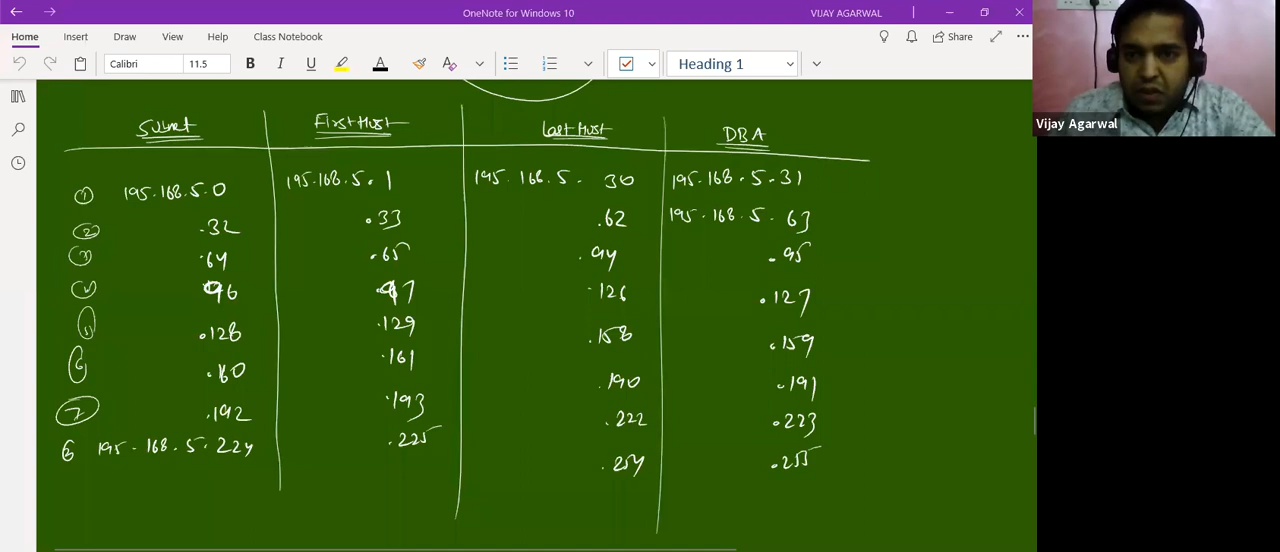 OneNote for Windows 10
VIJAY AGARWAL
Home Insert Draw View Help Class Notebook
Share
Calibri 11.5 B I U A A Heading 1
Subnet First Host Last Host DBA
① 195.168.5.0 195.168.5.1 195.168.5.30 195.168.5.31
② .32 .33 .62 195.168.5.63
③ .64 .65 .94 .95
④ 96 .97 .126 .127
⑤ .128 .129 .158 .159
⑥ .160 .161 .190 .191
⑦ .192 .193 .222 .223
8 195.168.5.224 .225 .254 .255
Vijay Agarwal